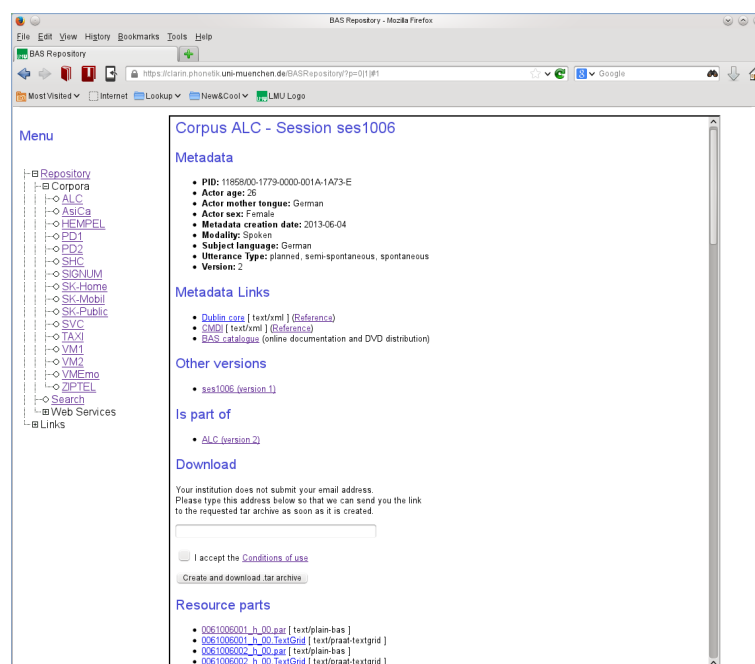 BAS Repository - Mozilla Firefox
File Edit View History Bookmarks Tools Help
BAS Repository
https://clarin.phonetik.uni-muenchen.de/BASRepository/?p=0|1|#1
Google
Most Visited Internet Lookup New&Cool LMU Logo
Menu
Repository
Corpora
ALC
AsiCa
HEMPEL
PD1
PD2
SHC
SIGNUM
SK-Home
SK-Mobil
SK-Public
SVC
TAXI
VM1
VM2
VMEmo
ZIPTEL
Search
Web Services
Links
Corpus ALC - Session ses1006
Metadata
PID: 11858/00-1779-0000-001A-1A73-E
Actor age: 26
Actor mother tongue: German
Actor sex: Female
Metadata creation date: 2013-06-04
Modality: Spoken
Subject language: German
Utterance Type: planned, semi-spontaneous, spontaneous
Version: 2
Metadata Links
Dublin core [ text/xml ] (Reference)
CMDI [ text/xml ] (Reference)
BAS catalogue (online documentation and DVD distribution)
Other versions
ses1006 (version 1)
Is part of
ALC (version 2)
Download
Your institution does not submit your email address.
Please type this address below so that we can send you the link
to the requested tar archive as soon as it is created.
I accept the Conditions of use
Create and download .tar archive
Resource parts
0061006001_h_00.par [ text/plain-bas ]
0061006001_h_00.TextGrid [ text/praat-textgrid ]
0061006002_h_00.par [ text/plain-bas ]
0061006002_h_00.TextGrid [ text/praat-textgrid ]